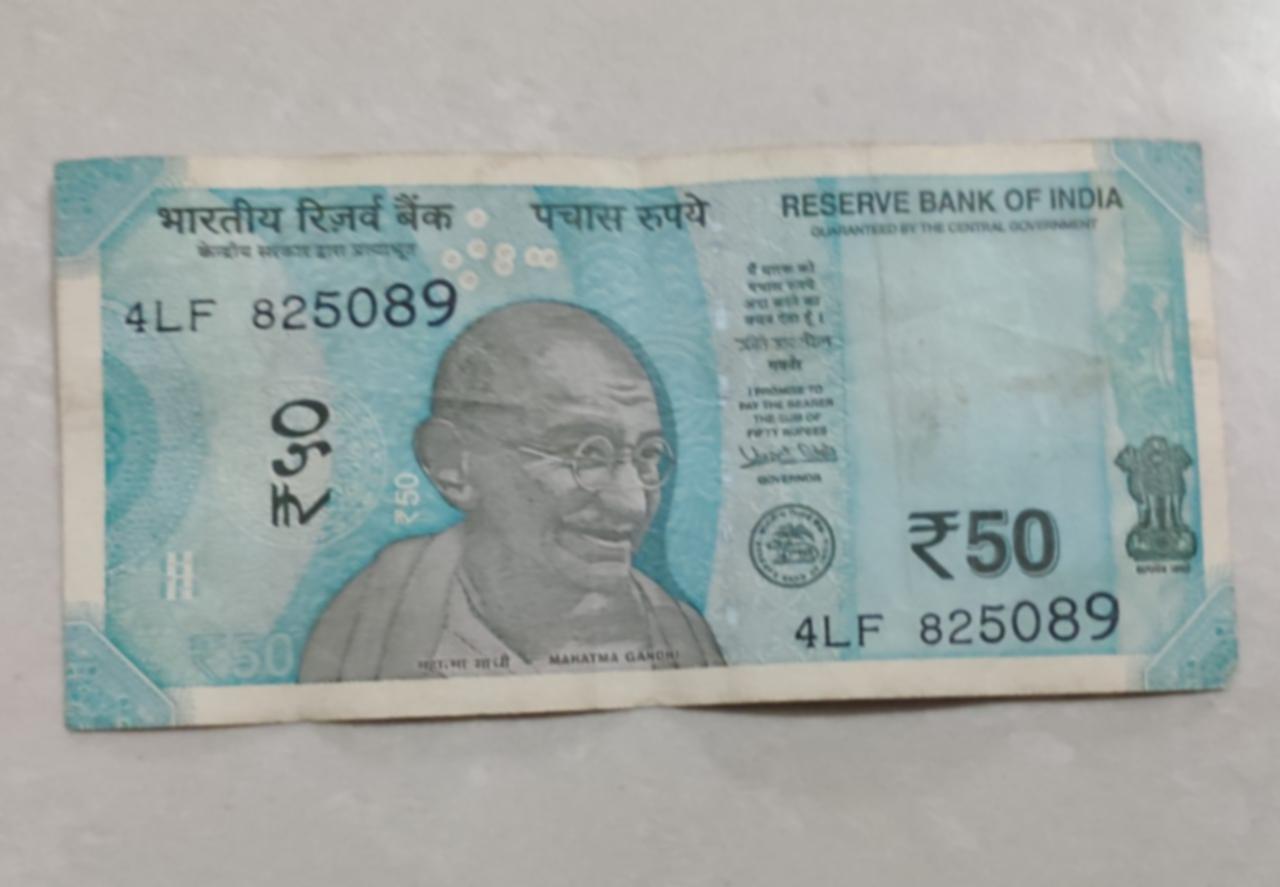 भारतीय रिज़र्व बैंक
केन्द्रीय सरकार द्वारा प्रत्याभूत
पचास रुपये
RESERVE BANK OF INDIA
GUARANTEED BY THE CENTRAL GOVERNMENT
4LF 825089
₹५०
₹50
₹50
महात्मा गांधी
MAHATMA GANDHI
मैं धारक को
पचास रुपये
अदा करने का
वचन देता हूँ।
गवर्नर
I PROMISE TO
PAY THE BEARER
THE SUM OF
FIFTY RUPEES
GOVERNOR
₹50
4LF 825089
सत्यमेव जयते